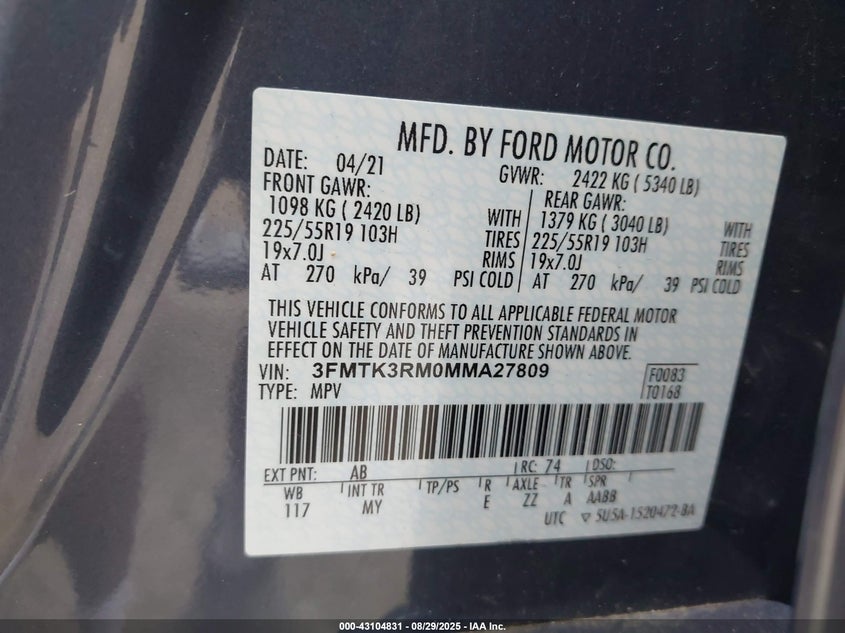 MFD. BY FORD MOTOR CO.
DATE: 04/21 GVWR: 2422 KG ( 5340 LB)
FRONT GAWR: REAR GAWR:
1098 KG ( 2420 LB) WITH 1379 KG ( 3040 LB) WITH
225/55R19 103H TIRES 225/55R19 103H TIRES
19x7.0J RIMS 19x7.0J RIMS
AT 270 kPa/ 39 PSI COLD AT 270 kPa/ 39 PSI COLD
THIS VEHICLE CONFORMS TO ALL APPLICABLE FEDERAL MOTOR
VEHICLE SAFETY AND THEFT PREVENTION STANDARDS IN
EFFECT ON THE DATE OF MANUFACTURE SHOWN ABOVE.
VIN: 3FMTK3RM0MMA27809 F0083
TYPE: MPV T0168
EXT PNT: AB RC: 74 DSO:
WB INT TR TP/PS R AXLE TR SPR
117 MY E ZZ A AABB
UTC ▽ 5USA-1520472-BA
000-43104831 - 08/29/2025 - IAA Inc.